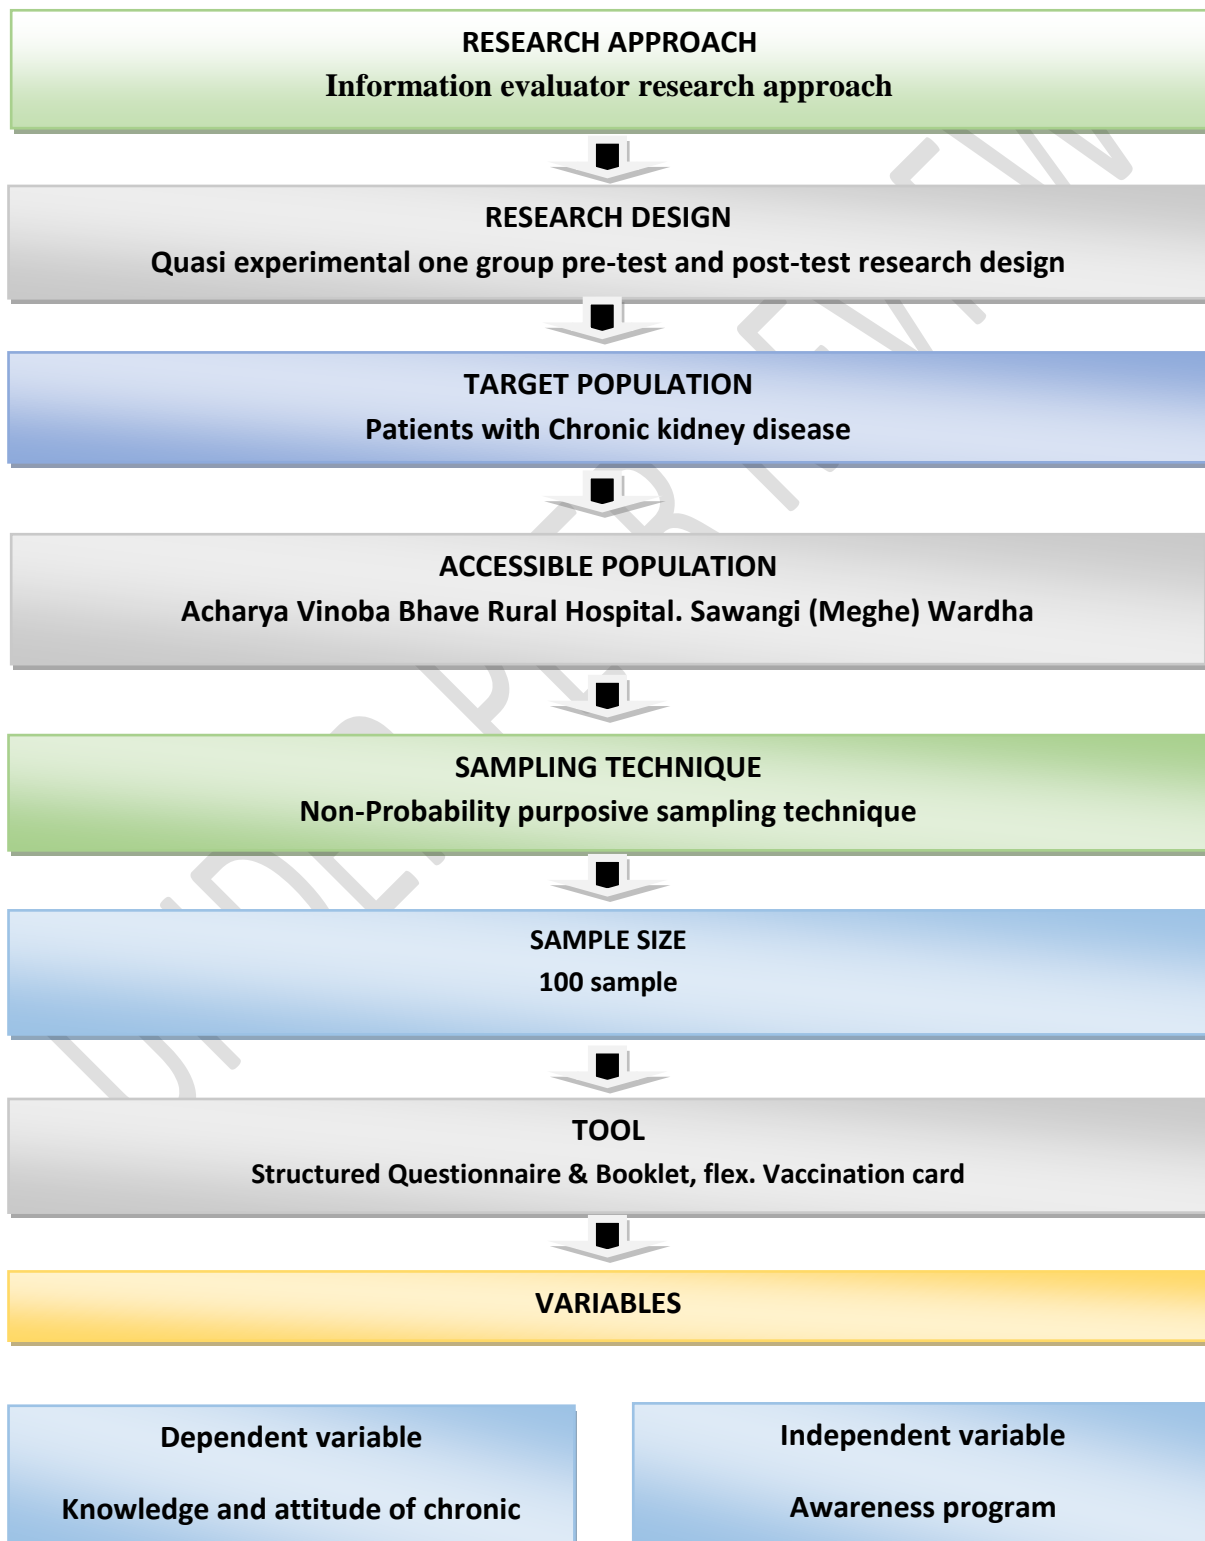 RESEARCH APPROACH
Information evaluator research approach
RESEARCH DESIGN
Quasi experimental one group pre-test and post-test research design
TARGET POPULATION
Patients with Chronic kidney disease
ACCESSIBLE POPULATION
Acharya Vinoba Bhave Rural Hospital. Sawangi (Meghe) Wardha
SAMPLING TECHNIQUE
Non-Probability purposive sampling technique
SAMPLE SIZE
100 sample
TOOL
Structured Questionnaire & Booklet, flex. Vaccination card
VARIABLES
Dependent variable
Knowledge and attitude of chronic
Independent variable
Awareness program
UNDER PEER REVIEW